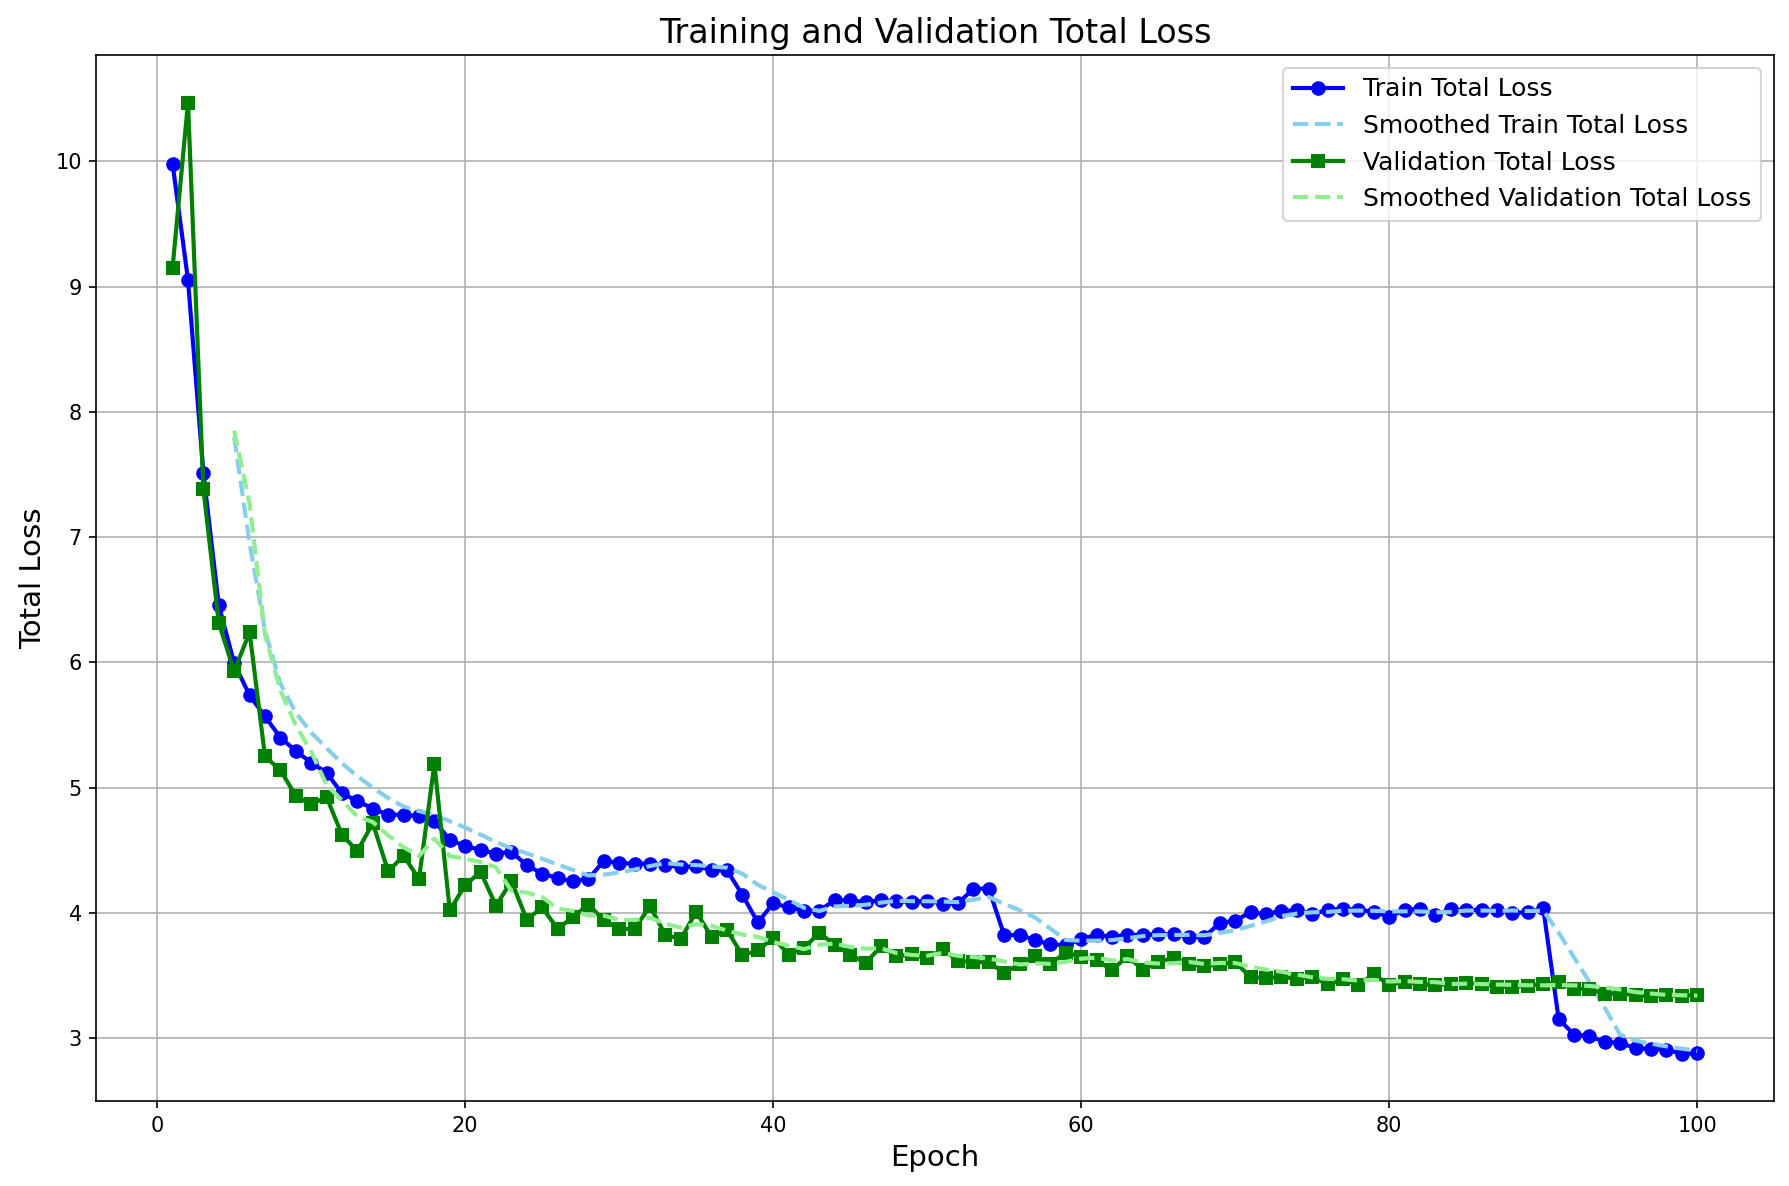 Training and Validation Total Loss
Train Total Loss
Smoothed Train Total Loss
Validation Total Loss
Smoothed Validation Total Loss
Total Loss
10
9
8
7
6
5
4
3
0 20 40 60 80 100
Epoch